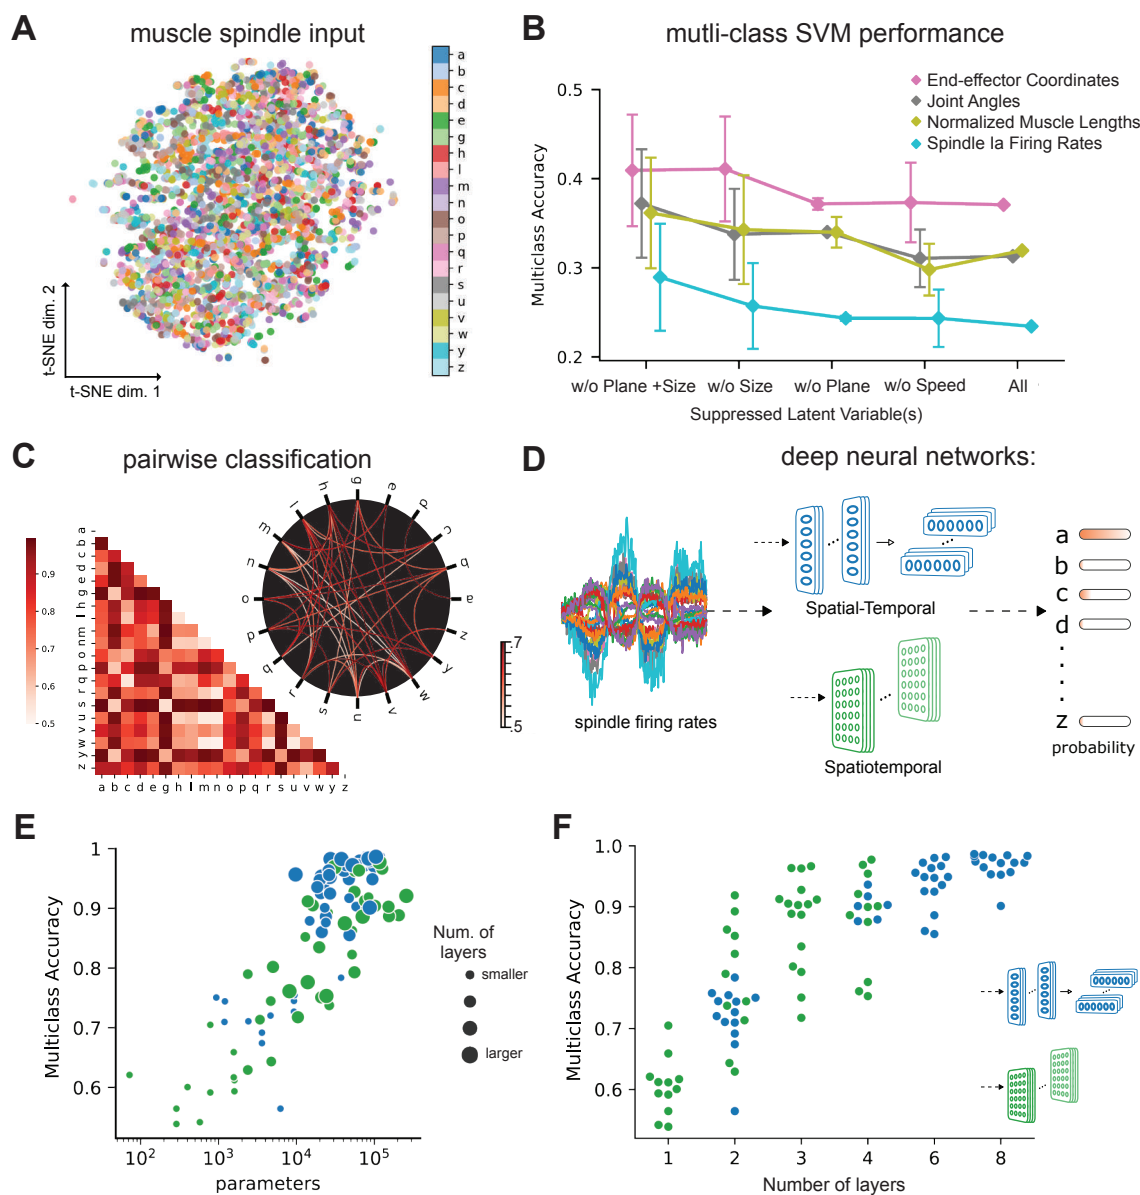 A
muscle spindle input
a
b
c
d
e
g
h
l
m
n
o
p
q
r
s
u
v
w
y
z
t-SNE dim. 2
t-SNE dim. 1
B
mutli-class SVM performance
End-effector Coordinates
Joint Angles
Normalized Muscle Lengths
Spindle Ia Firing Rates
0.5
0.4
0.3
0.2
Multiclass Accuracy
w/o Plane +Size w/o Size w/o Plane w/o Speed All
Suppressed Latent Variable(s)
C
pairwise classification
0.9
0.8
0.7
0.6
0.5
z y w v u s r q p o n m l h g e d c b a
a b c d e g h l m n o p q r s u v w y z
g e d c b a z y w v u s r q p o n m l h
.7
.5
D
deep neural networks:
spindle firing rates
Spatial-Temporal
Spatiotemporal
a
b
c
d
z
probability
E
1
0.9
0.8
0.7
0.6
Multiclass Accuracy
10² 10³ 10⁴ 10⁵
parameters
Num. of
layers
smaller
larger
F
1.0
0.9
0.8
0.7
0.6
Multiclass Accuracy
1 2 3 4 6 8
Number of layers